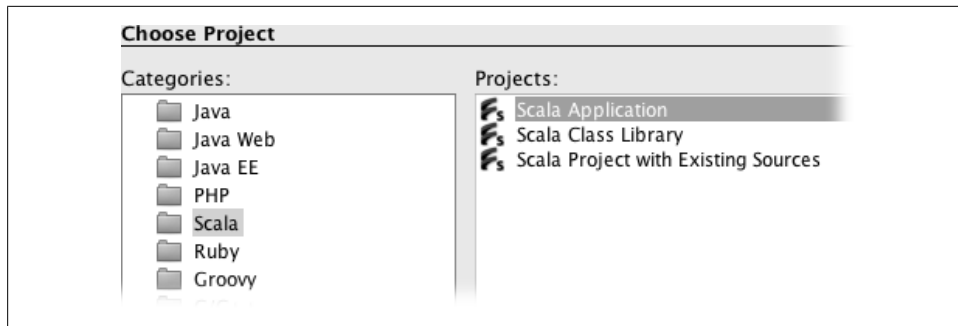 Choose Project
Categories:
Java
Java Web
Java EE
PHP
Scala
Ruby
Groovy
Projects:
Scala Application
Scala Class Library
Scala Project with Existing Sources